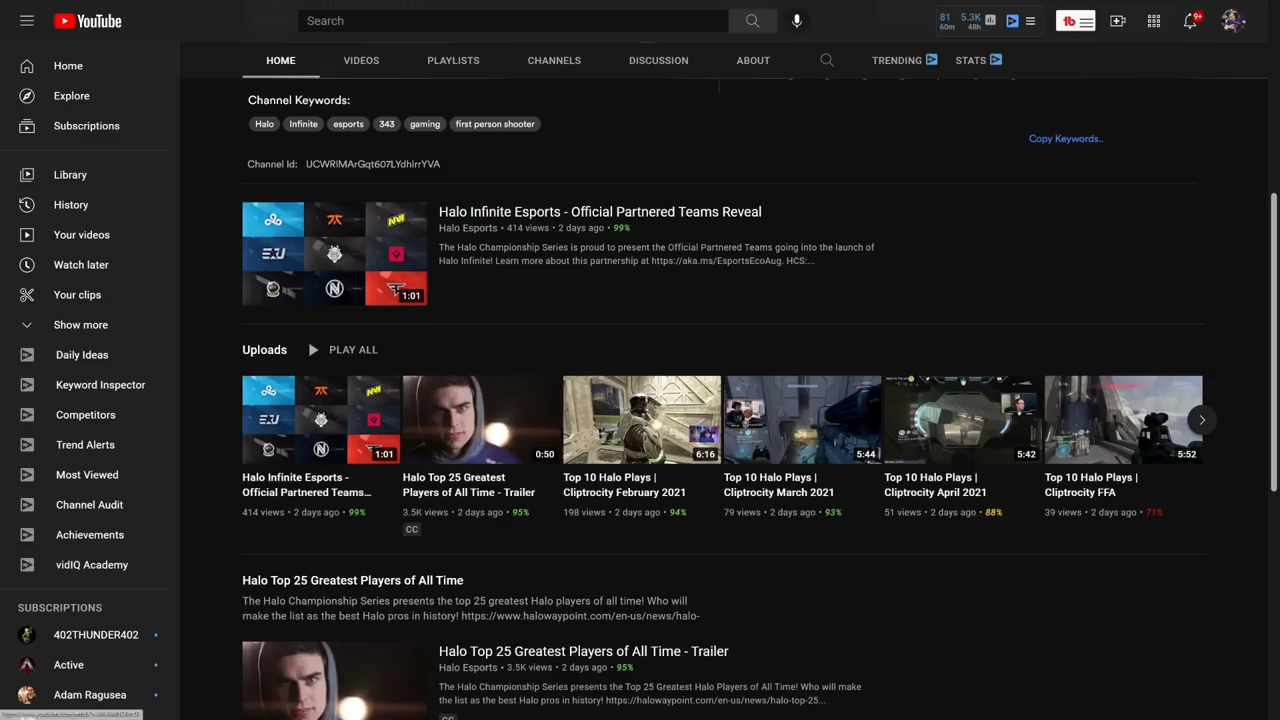 YouTube
Search
81
60m
5.3K
48h
9+
HOME
VIDEOS
PLAYLISTS
CHANNELS
DISCUSSION
ABOUT
TRENDING
STATS
Home
Explore
Subscriptions
Library
History
Your videos
Watch later
Your clips
Show more
Daily Ideas
Keyword Inspector
Competitors
Trend Alerts
Most Viewed
Channel Audit
Achievements
vidIQ Academy
SUBSCRIPTIONS
402THUNDER402
Active
Adam Ragusea
Channel Keywords:
Halo Infinite esports 343 gaming first person shooter
Copy Keywords..
Channel Id: UCWRlMArGqt607LYdhlrrYVA
NAVI
1:01
Halo Infinite Esports - Official Partnered Teams Reveal
Halo Esports • 414 views • 2 days ago • 99%
The Halo Championship Series is proud to present the Official Partnered Teams going into the launch of
Halo Infinite! Learn more about this partnership at https://aka.ms/EsportsEcoAug. HCS:...
Uploads PLAY ALL
NAVI
1:01
Halo Infinite Esports -
Official Partnered Teams...
414 views • 2 days ago • 99%
0:50
Halo Top 25 Greatest
Players of All Time - Trailer
3.5K views • 2 days ago • 95%
CC
6:16
Top 10 Halo Plays |
Cliptrocity February 2021
198 views • 2 days ago • 94%
5:44
Top 10 Halo Plays |
Cliptrocity March 2021
79 views • 2 days ago • 93%
5:42
Top 10 Halo Plays |
Cliptrocity April 2021
51 views • 2 days ago • 88%
5:52
Top 10 Halo Plays |
Cliptrocity FFA
39 views • 2 days ago • 71%
Halo Top 25 Greatest Players of All Time
The Halo Championship Series presents the top 25 greatest Halo players of all time! Who will
make the list as the best Halo pros in history! https://www.halowaypoint.com/en-us/news/halo-
Halo Top 25 Greatest Players of All Time - Trailer
Halo Esports • 3.5K views • 2 days ago • 95%
The Halo Championship Series presents the Top 25 Greatest Halo Players of All Time! Who will make
the list as the best Halo pros in history! https://halowaypoint.com/en-us/news/halo-top-25...